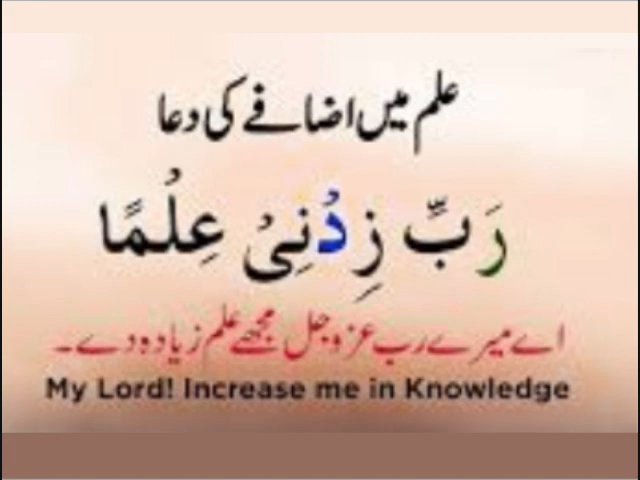 علم میں اضافے کی دعا
رَبِّ زِدْنِیْ عِلْمًا
اے میرے رب عزوجل مجھے علم زیادہ دے۔
My Lord! Increase me in Knowledge